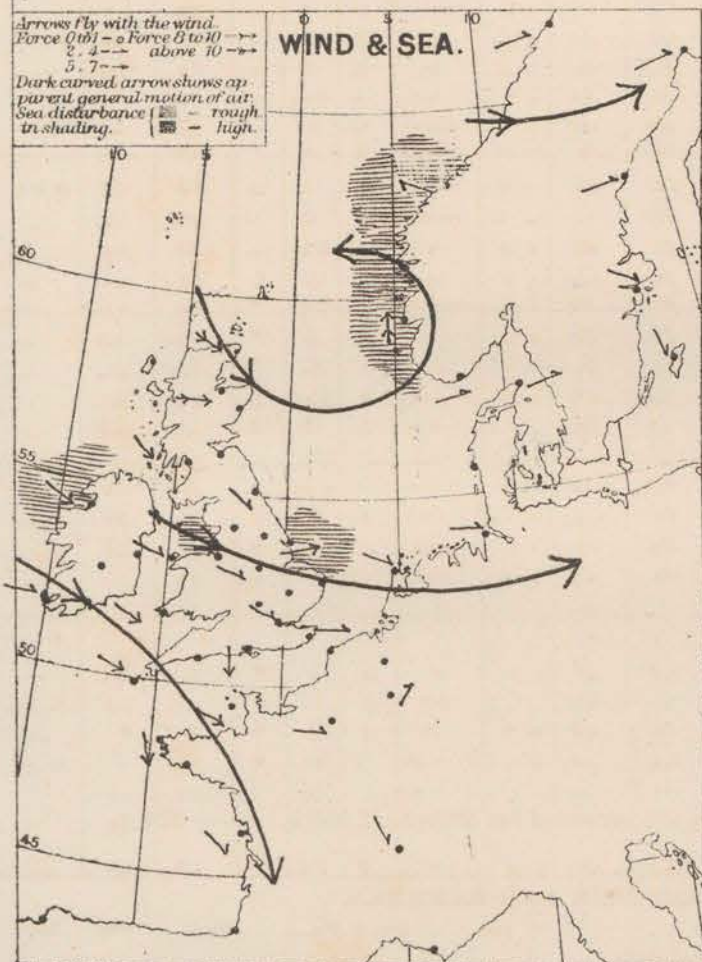 Arrows fly with the wind.
Force 0 to 1 – o Force 8 to 10
2 . 4 – above 10 –
5 . 7 –
Dark curved arrow shows ap
parent general motion of air
Sea disturbance – rough
in shading. – high.
WIND & SEA.
0 10
10 5
60
5
55
50
45